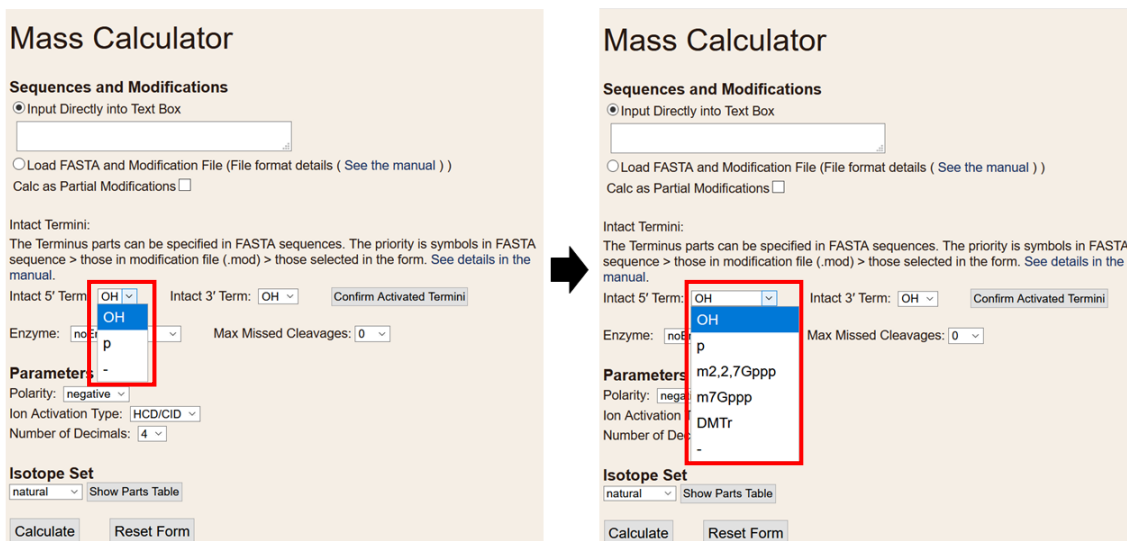 Mass Calculator
Sequences and Modifications
Input Directly into Text Box
Load FASTA and Modification File (File format details ( See the manual ) )
Calc as Partial Modifications
Intact Termini:
The Terminus parts can be specified in FASTA sequences. The priority is symbols in FASTA
sequence > those in modification file (.mod) > those selected in the form. See details in the
manual.
Intact 5′ Term: OH Intact 3′ Term: OH Confirm Activated Termini
OH
p
-
Enzyme: Max Missed Cleavages: 0
Parameters
Polarity: negative
Ion Activation Type: HCD/CID
Number of Decimals: 4
Isotope Set
natural Show Parts Table
Calculate Reset Form
Mass Calculator
Sequences and Modifications
Input Directly into Text Box
Load FASTA and Modification File (File format details ( See the manual ) )
Calc as Partial Modifications
Intact Termini:
The Terminus parts can be specified in FASTA sequences. The priority is symbols in FASTA
sequence > those in modification file (.mod) > those selected in the form. See details in the
manual.
Intact 5′ Term: OH Intact 3′ Term: OH Confirm Activated Termini
OH
p
m2,2,7Gppp
m7Gppp
DMTr
-
Enzyme: Max Missed Cleavages: 0
Parameters
Polarity:
Ion Activation
Number of
Isotope Set
natural Show Parts Table
Calculate Reset Form